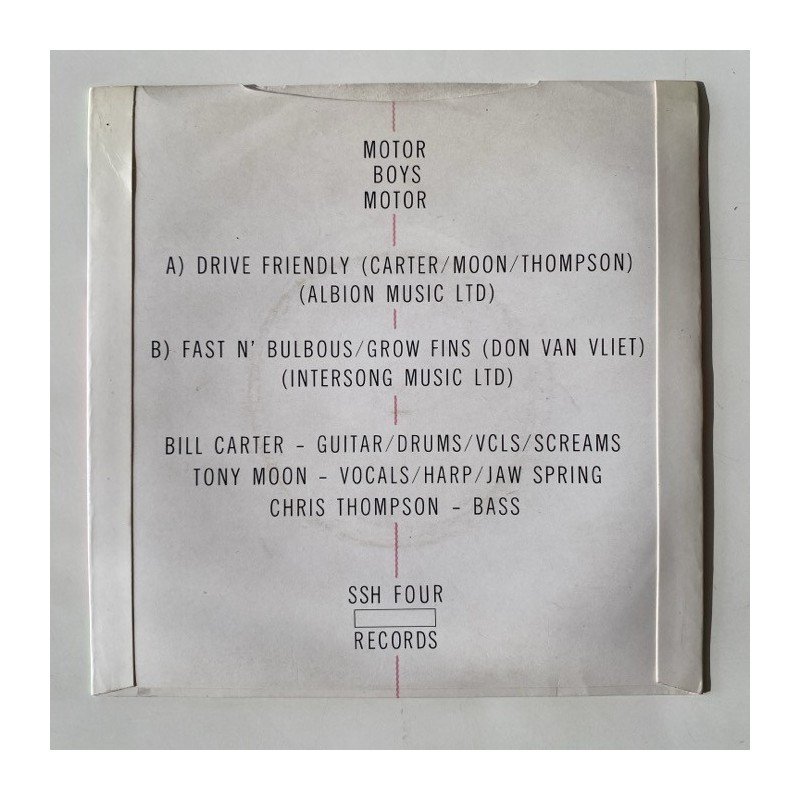 MOTOR
BOYS
MOTOR
A) DRIVE FRIENDLY (CARTER/MOON/THOMPSON)
(ALBION MUSIC LTD)
B) FAST N' BULBOUS/GROW FINS (DON VAN VLIET)
(INTERSONG MUSIC LTD)
BILL CARTER – GUITAR/DRUMS/VCLS/SCREAMS
TONY MOON – VOCALS/HARP/JAW SPRING
CHRIS THOMPSON – BASS
SSH FOUR
RECORDS